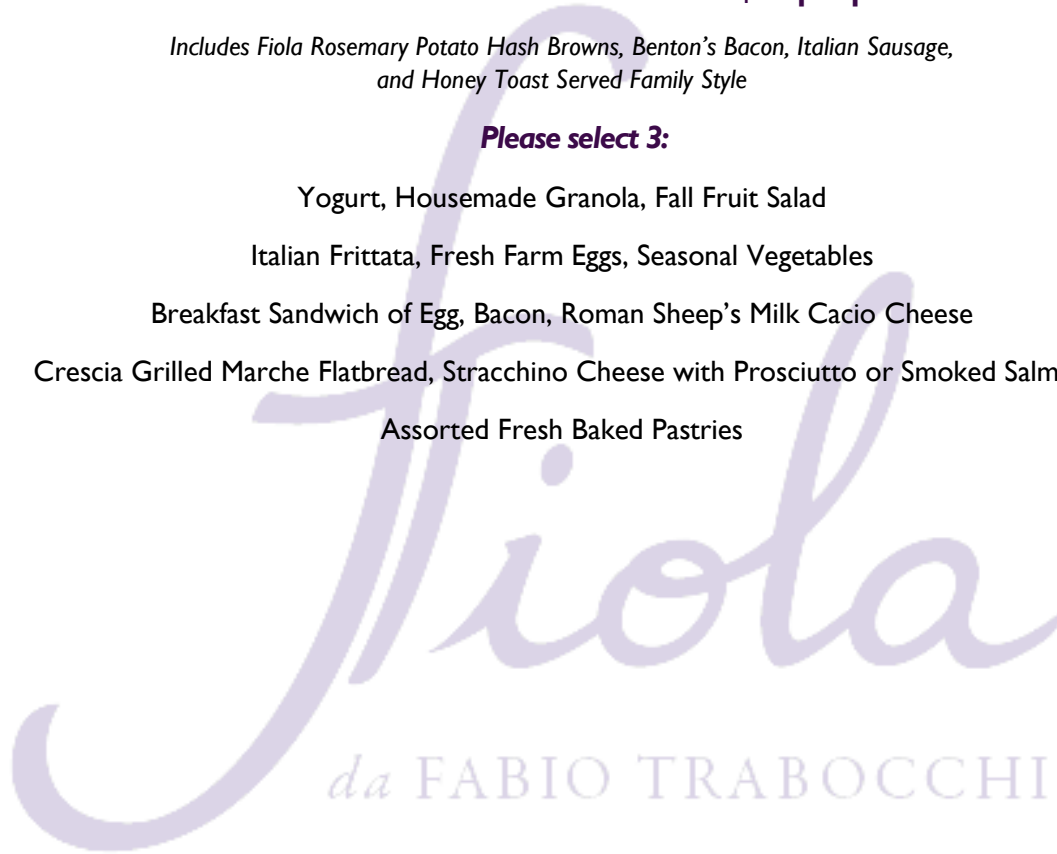 Includes Fiola Rosemary Potato Hash Browns, Benton's Bacon, Italian Sausage,
and Honey Toast Served Family Style
Please select 3:
Yogurt, Housemade Granola, Fall Fruit Salad
Italian Frittata, Fresh Farm Eggs, Seasonal Vegetables
Breakfast Sandwich of Egg, Bacon, Roman Sheep's Milk Cacio Cheese
Crescia Grilled Marche Flatbread, Stracchino Cheese with Prosciutto or Smoked Salm
Assorted Fresh Baked Pastries
fiola
da FABIO TRABOCCHI